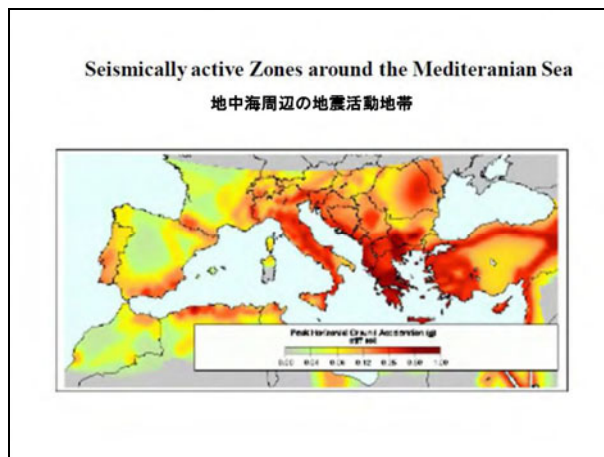 Seismically active Zones around the Mediteranian Sea
地中海周辺の地震活動地帯
Peak Horizontal Ground Acceleration (g)